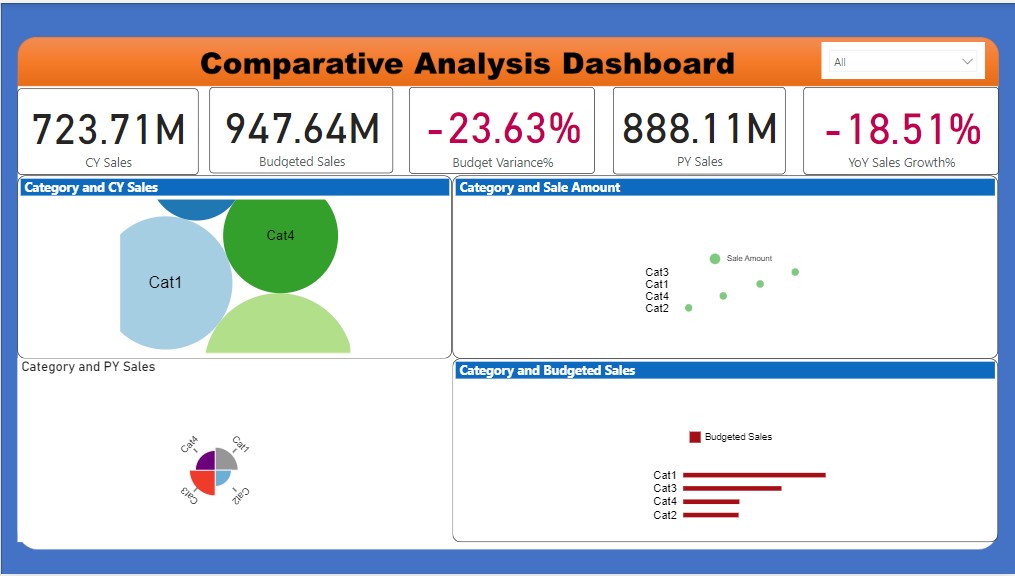 Comparative Analysis Dashboard
All
723.71M
CY Sales
947.64M
Budgeted Sales
-23.63%
Budget Variance%
888.11M
PY Sales
-18.51%
YoY Sales Growth%
Category and CY Sales
Cat4
Cat1
Category and Sale Amount
Sale Amount
Cat3
Cat1
Cat4
Cat2
Category and PY Sales
Cat4
Cat1
Cat3
Cat2
Category and Budgeted Sales
Budgeted Sales
Cat1
Cat3
Cat4
Cat2